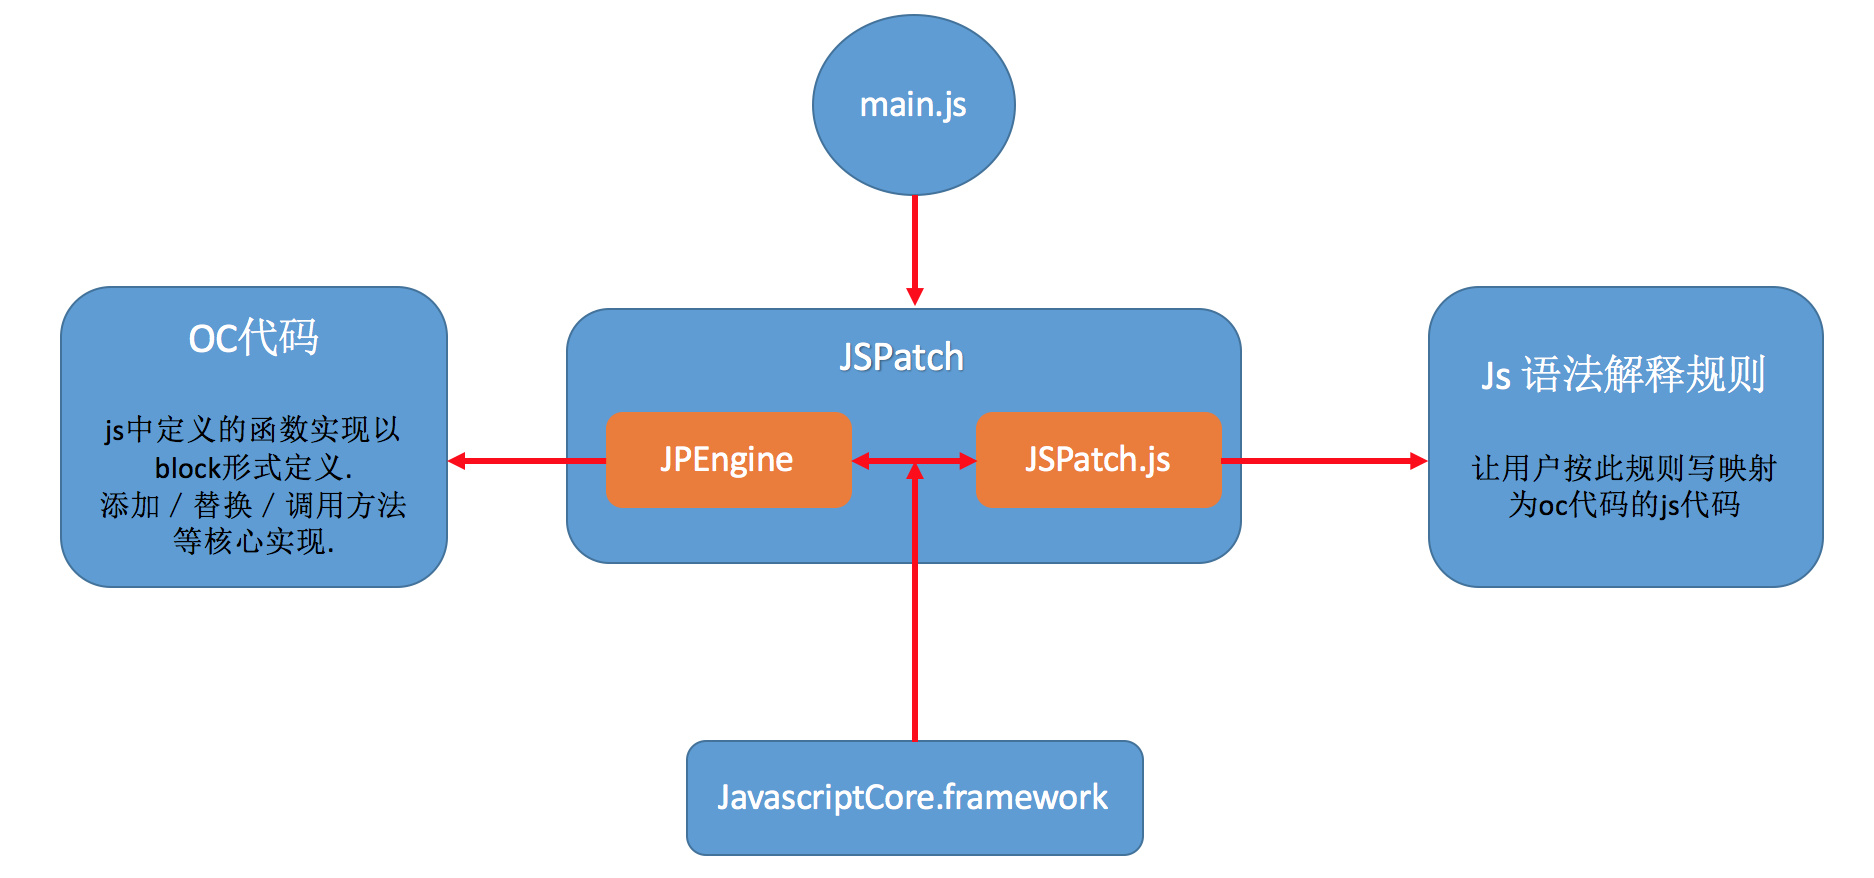 main.js
OC代码
js中定义的函数实现以
block形式定义.
添加／替换／调用方法
等核心实现.
JSPatch
JPEngine
JSPatch.js
Js 语法解释规则
让用户按此规则写映射
为oc代码的js代码
JavascriptCore.framework